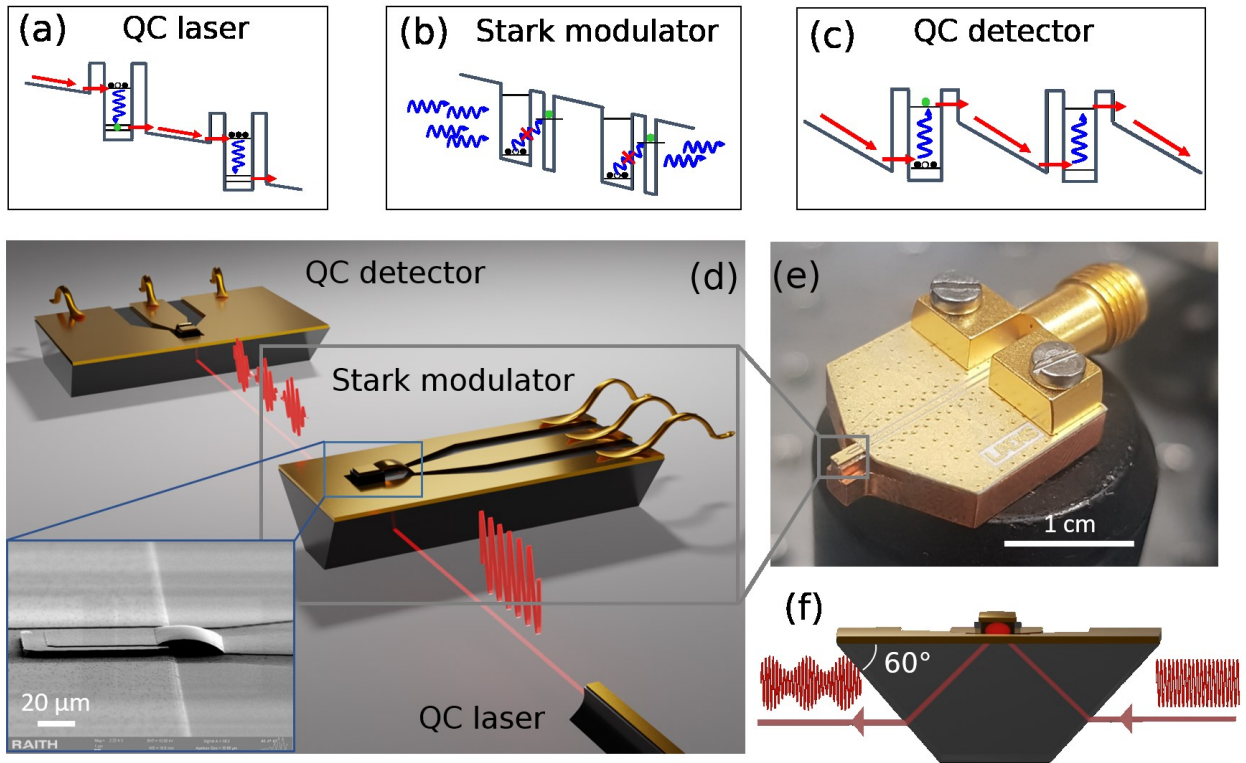 (a) QC laser
(b) Stark modulator
(c) QC detector
QC detector
(d)
(e)
Stark modulator
1 cm
20 µm
RAITH
QC laser
(f)
60°